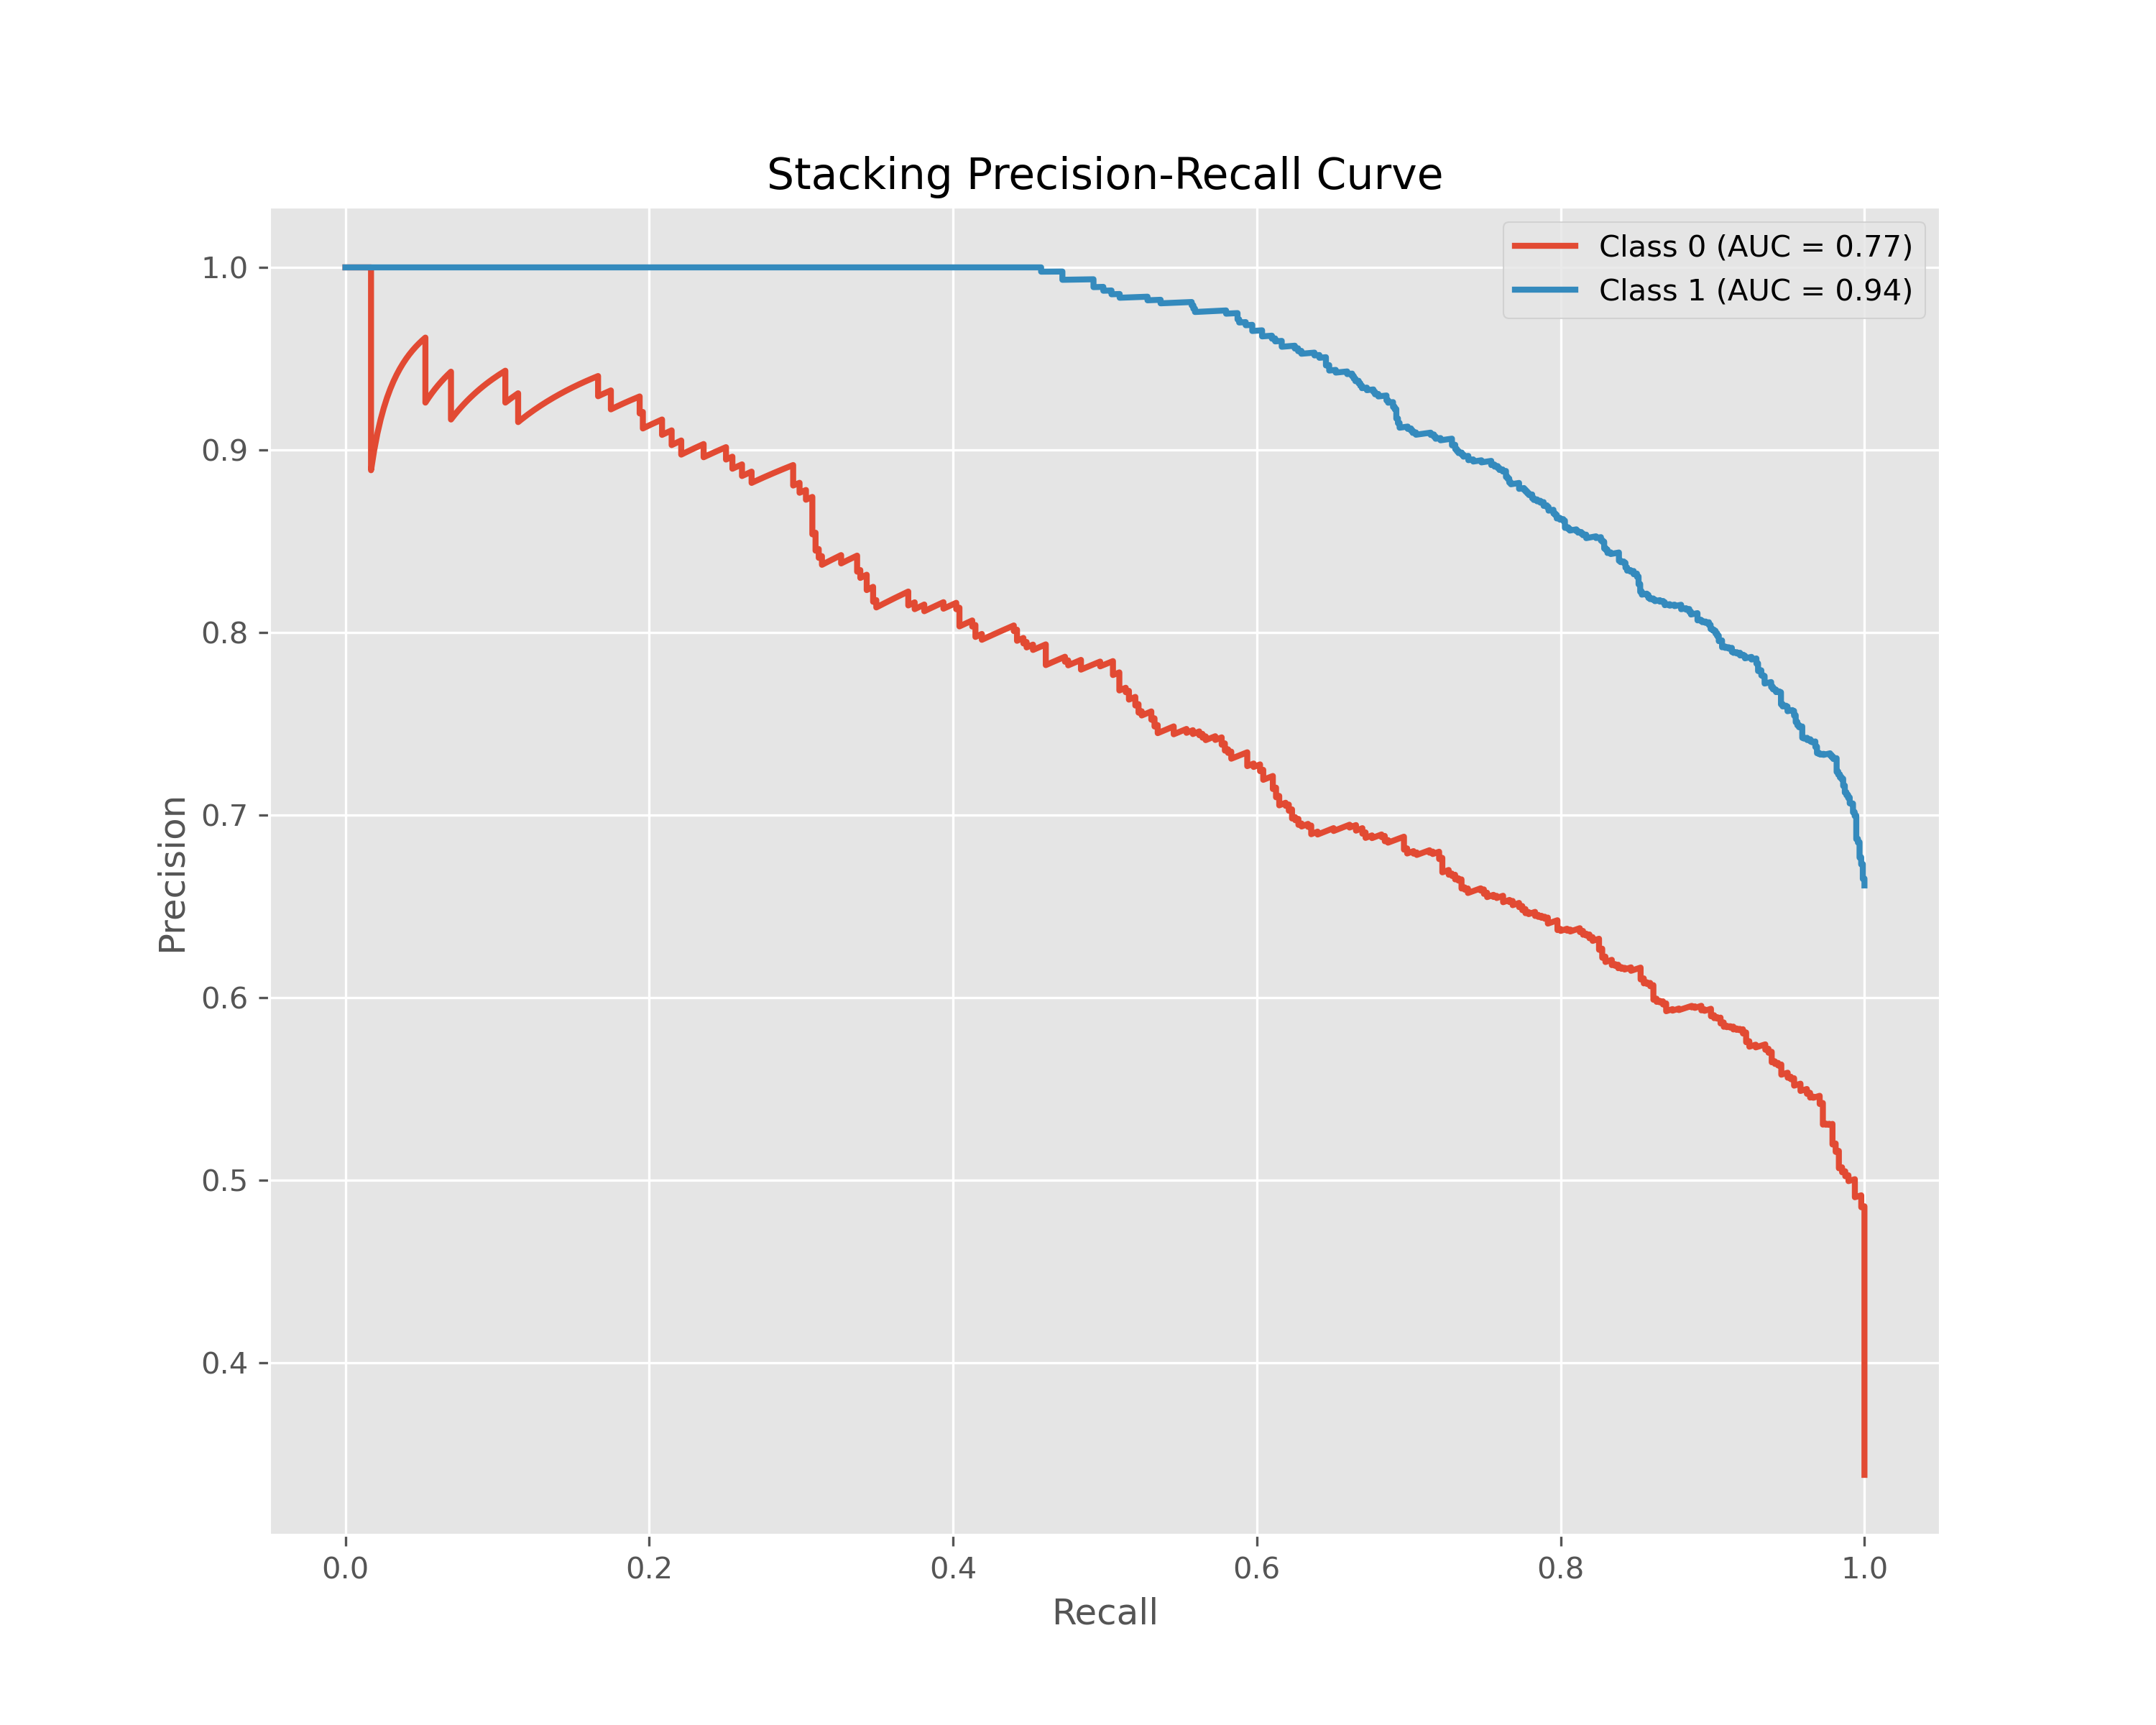 Stacking Precision-Recall Curve
Class 0 (AUC = 0.77)
Class 1 (AUC = 0.94)
Precision
1.0
0.9
0.8
0.7
0.6
0.5
0.4
0.0 0.2 0.4 0.6 0.8 1.0
Recall